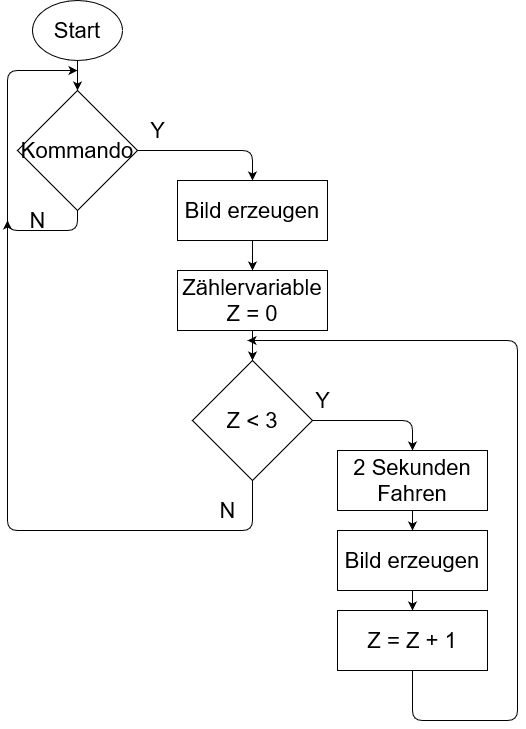 Start
Kommando
Y
N
Bild erzeugen
Zählervariable
Z = 0
Z < 3
Y
N
2 Sekunden
Fahren
Bild erzeugen
Z = Z + 1